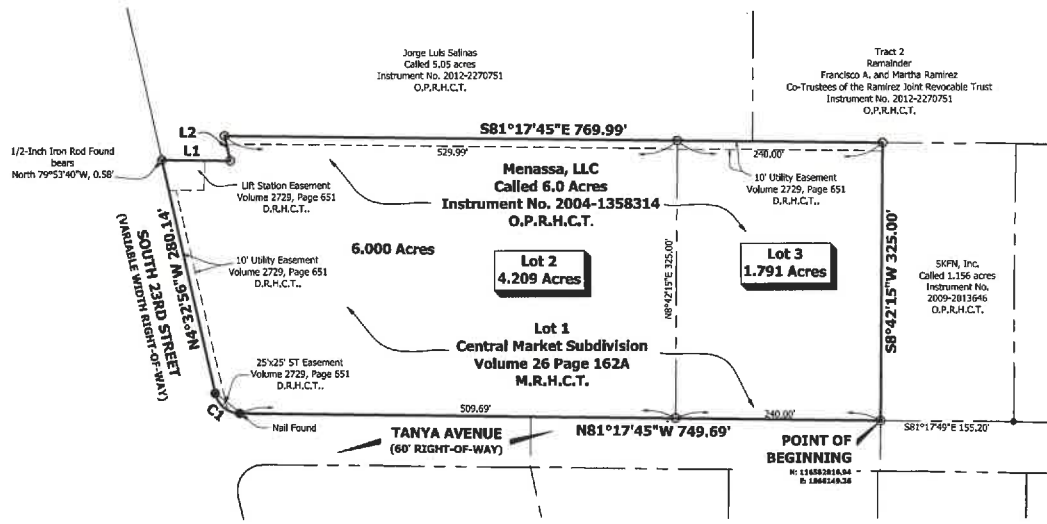 Jorge Luis Salinas
Called 5.05 acres
Instrument No. 2012-2270751
O.P.R.H.C.T.
Tract 2
Remainder
Francisco A. and Martha Ramirez
Co-Trustees of the Ramirez Joint Revocable Trust
Instrument No. 2012-2270751
O.P.R.H.C.T.
L2
L1
S81°17'45"E 769.99'
529.99'
240.00'
1/2-Inch Iron Rod Found
bears
North 79°53'40"W, 0.58'
Lift Station Easement
Volume 2729, Page 651
D.R.H.C.T..
Menassa, LLC
Called 6.0 Acres
Instrument No. 2004-1358314
O.P.R.H.C.T.
10' Utility Easement
Volume 2729, Page 651
D.R.H.C.T..
SOUTH 23RD STREET
(VARIABLE WIDTH RIGHT-OF-WAY)
N4°32'56"W 280.14'
10' Utility Easement
Volume 2729, Page 651
D.R.H.C.T..
6.000 Acres
Lot 2
4.209 Acres
N8°42'15"E 325.00'
Lot 3
1.791 Acres
S8°42'15"W 325.00'
SKFN, Inc.
Called 1.156 acres
Instrument No.
2009-2013646
O.P.R.H.C.T.
Lot 1
Central Market Subdivision
Volume 26 Page 162A
M.R.H.C.T.
25'x25' ST Easement
Volume 2729, Page 651
D.R.H.C.T..
C1
Nail Found
509.69'
240.00'
TANYA AVENUE
(60' RIGHT-OF-WAY)
N81°17'45"W 749.69'
S81°17'49"E 155.20'
POINT OF
BEGINNING